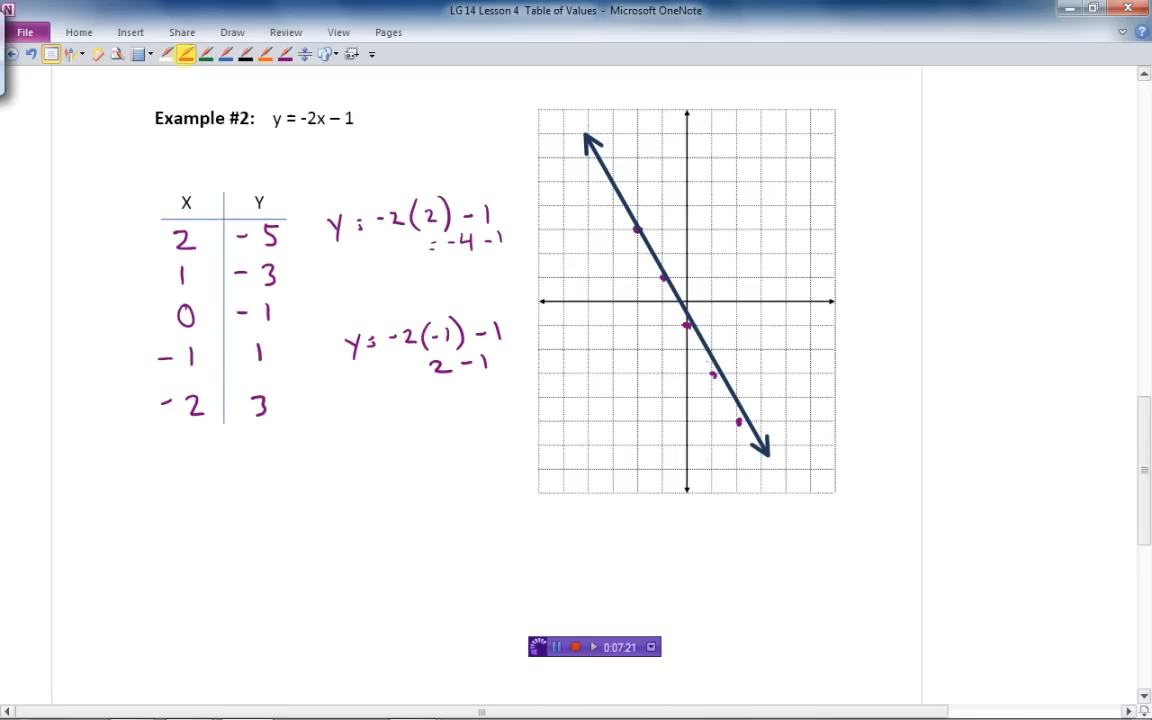 LG14 Lesson 4 Table of Values - Microsoft OneNote
File Home Insert Share Draw Review View Pages
Example #2: y = -2x – 1
X Y
2 -5
1 -3
0 -1
-1 1
-2 3
y = -2(2) - 1
= -4 -1
y = -2(-1) - 1
2 - 1
0:07:21